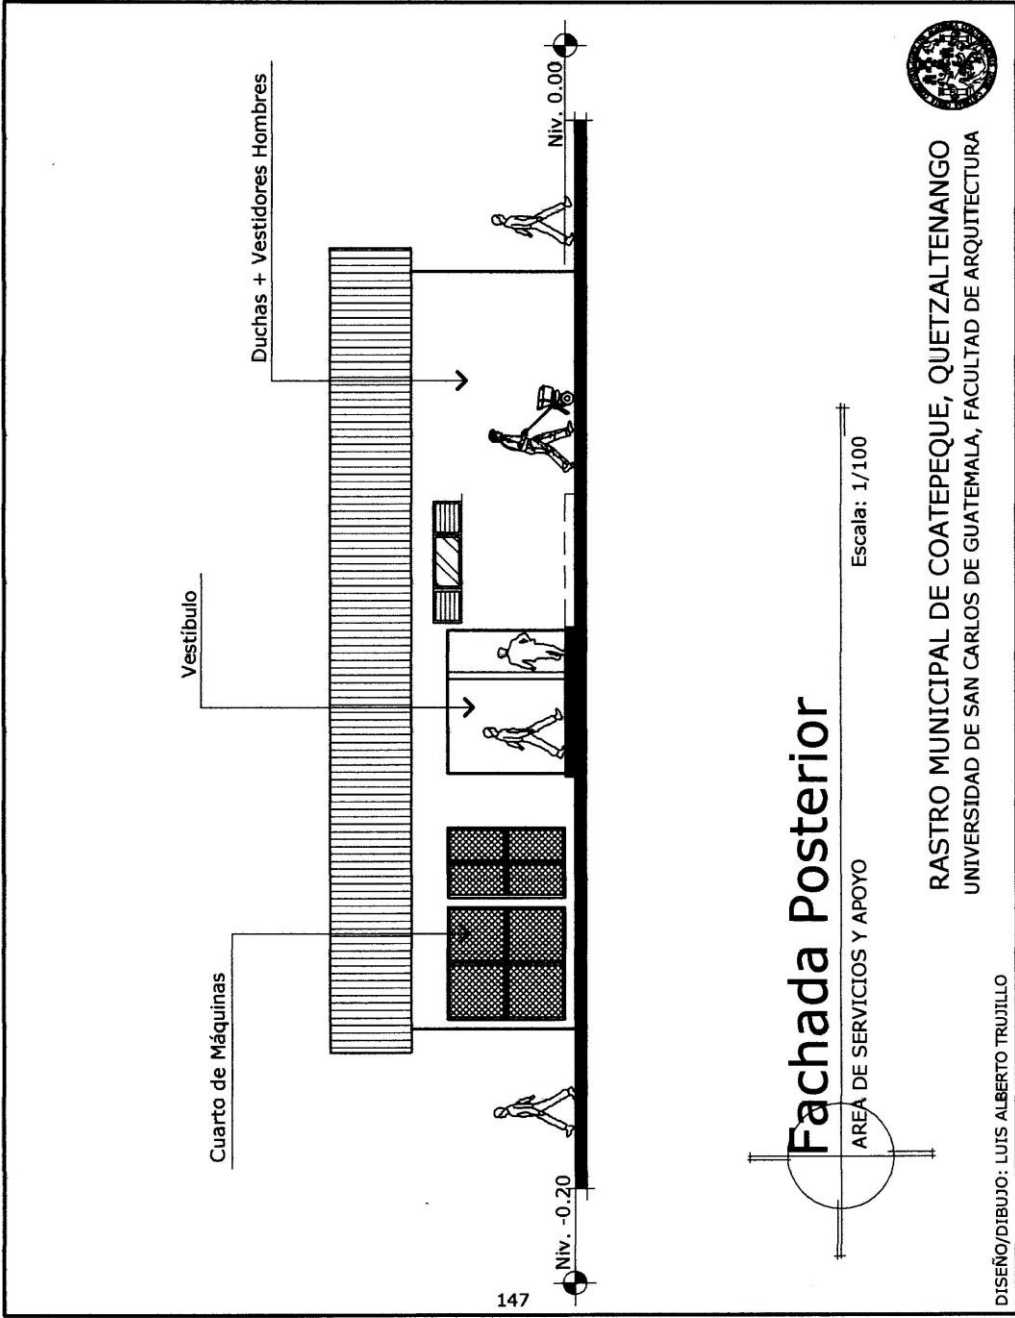 Cuarto de Máquinas
Vestíbulo
Duchas + Vestidores Hombres
Niv. -0.20
Niv. 0.00
147
Fachada Posterior
AREA DE SERVICIOS Y APOYO
Escala: 1/100
RASTRO MUNICIPAL DE COATEPEQUE, QUETZALTENANGO
UNIVERSIDAD DE SAN CARLOS DE GUATEMALA, FACULTAD DE ARQUITECTURA
DISEÑO/DIBUJO: LUIS ALBERTO TRUJILLO